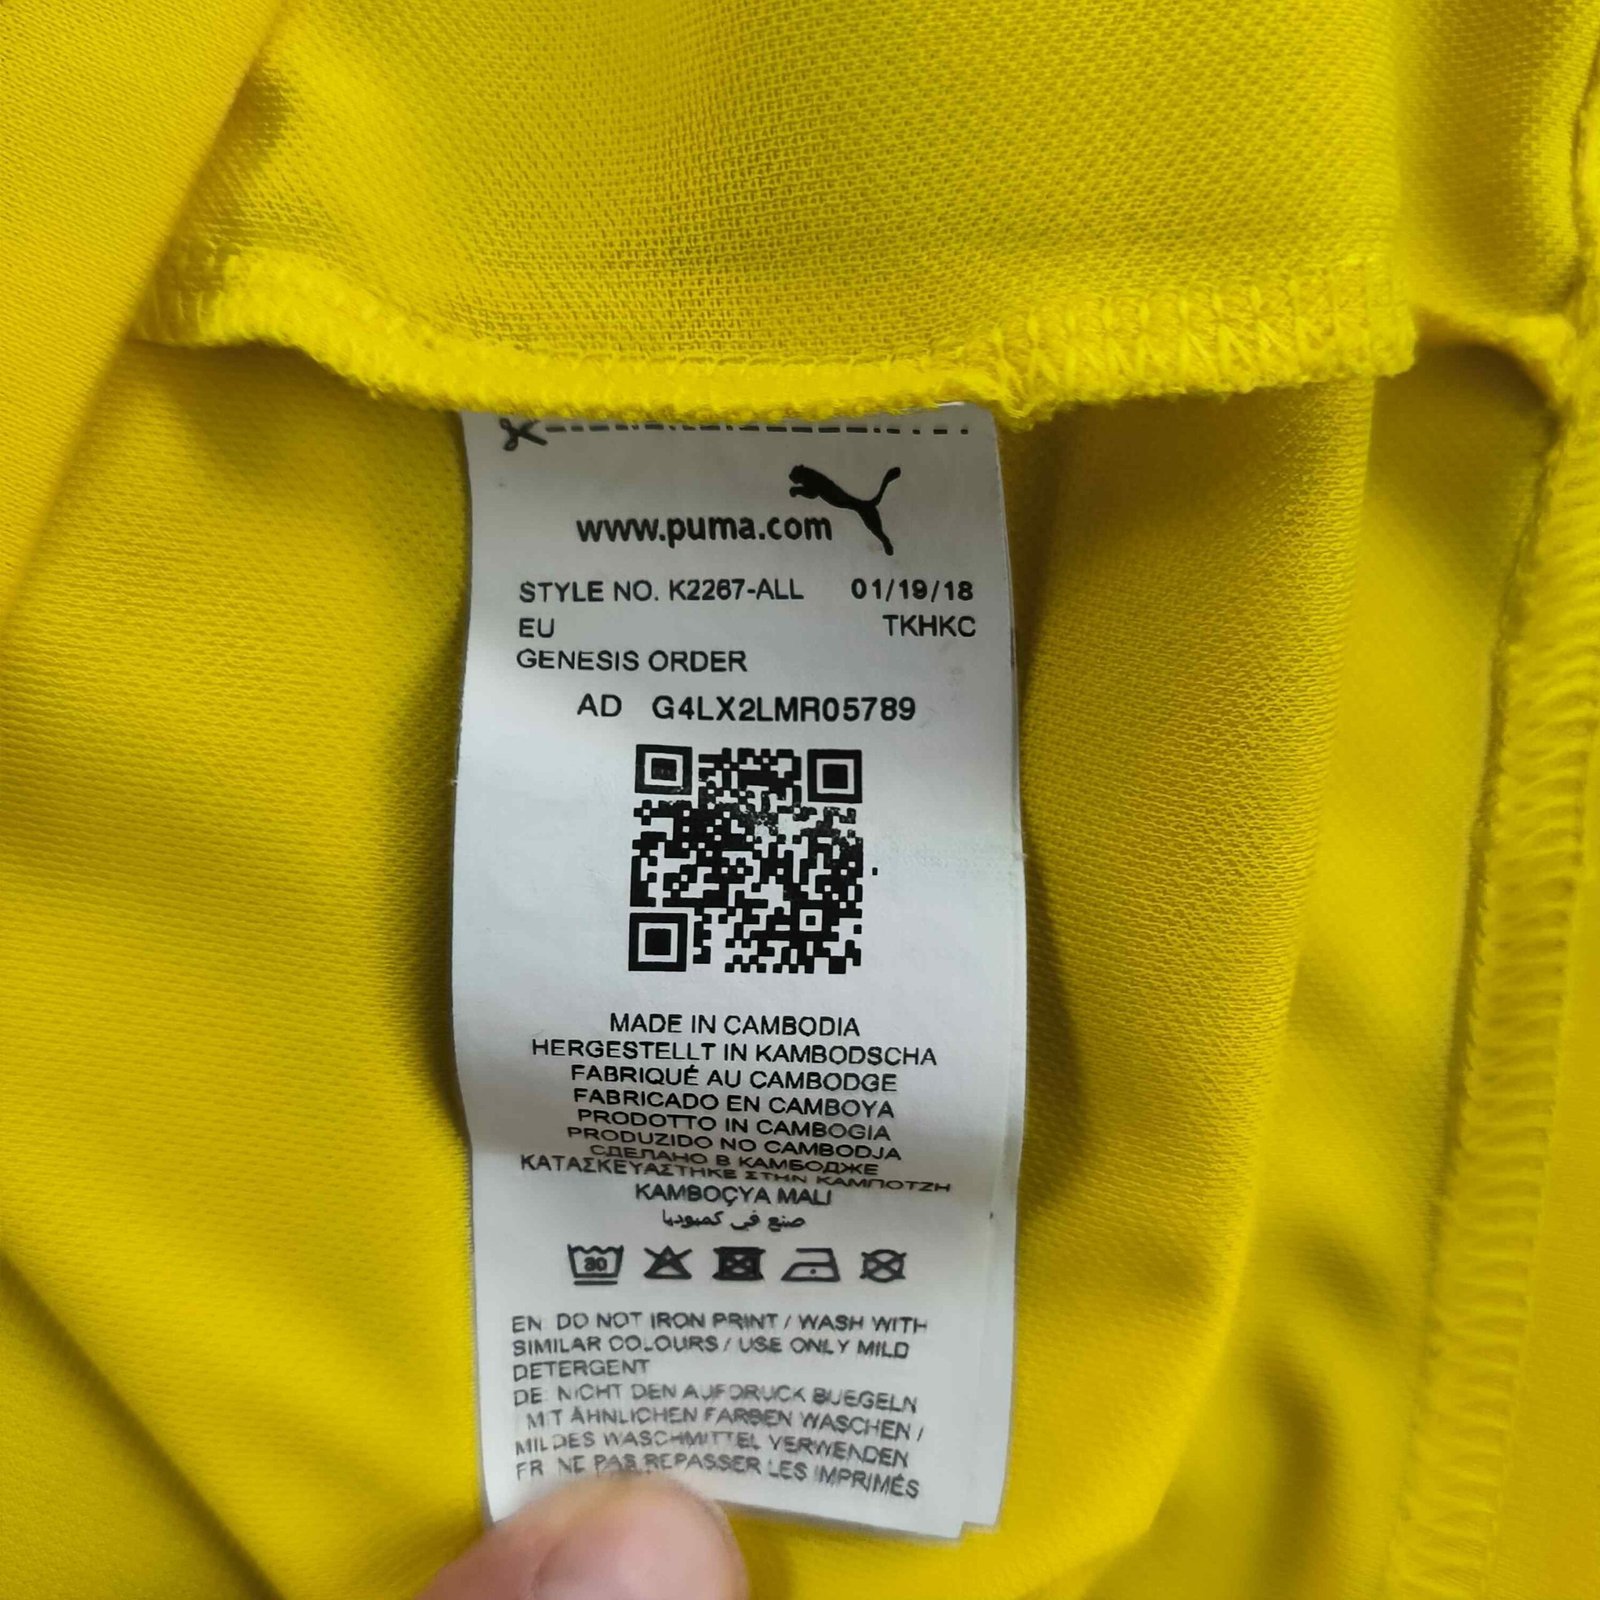 www.puma.com
STYLE NO. K2267-ALL 01/19/18
EU TKHKC
GENESIS ORDER
AD G4LX2LMR05789
MADE IN CAMBODIA
HERGESTELLT IN KAMBODSCHA
FABRIQUÉ AU CAMBODGE
FABRICADO EN CAMBOYA
PRODOTTO IN CAMBOGIA
PRODUZIDO NO CAMBODJA
СДЕЛАНО В КАМБОДЖЕ
ΚΑΤΑΣΚΕΥΑΣΤΗΚΕ ΣΤΗΝ ΚΑΜΠΟΤΖΗ
KAMBOÇYA MALI
صنع في كمبوديا
30
EN DO NOT IRON PRINT / WASH WITH
SIMILAR COLOURS / USE ONLY MILD
DETERGENT
DE: NICHT DEN AUFDRUCK BUEGELN
MIT ÄHNLICHEN FARBEN WASCHEN /
MILDES WASCHMITTEL VERWENDEN
FR NE PAS REPASSER LES IMPRIMÉS